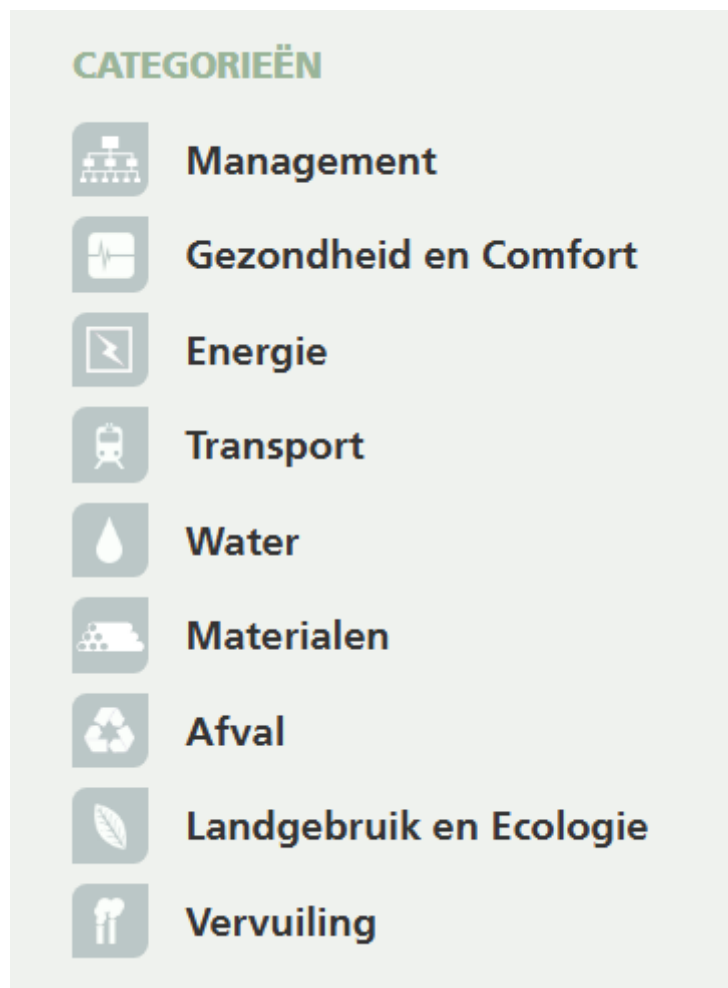 CATEGORIEËN
Management
Gezondheid en Comfort
Energie
Transport
Water
Materialen
Afval
Landgebruik en Ecologie
Vervuiling